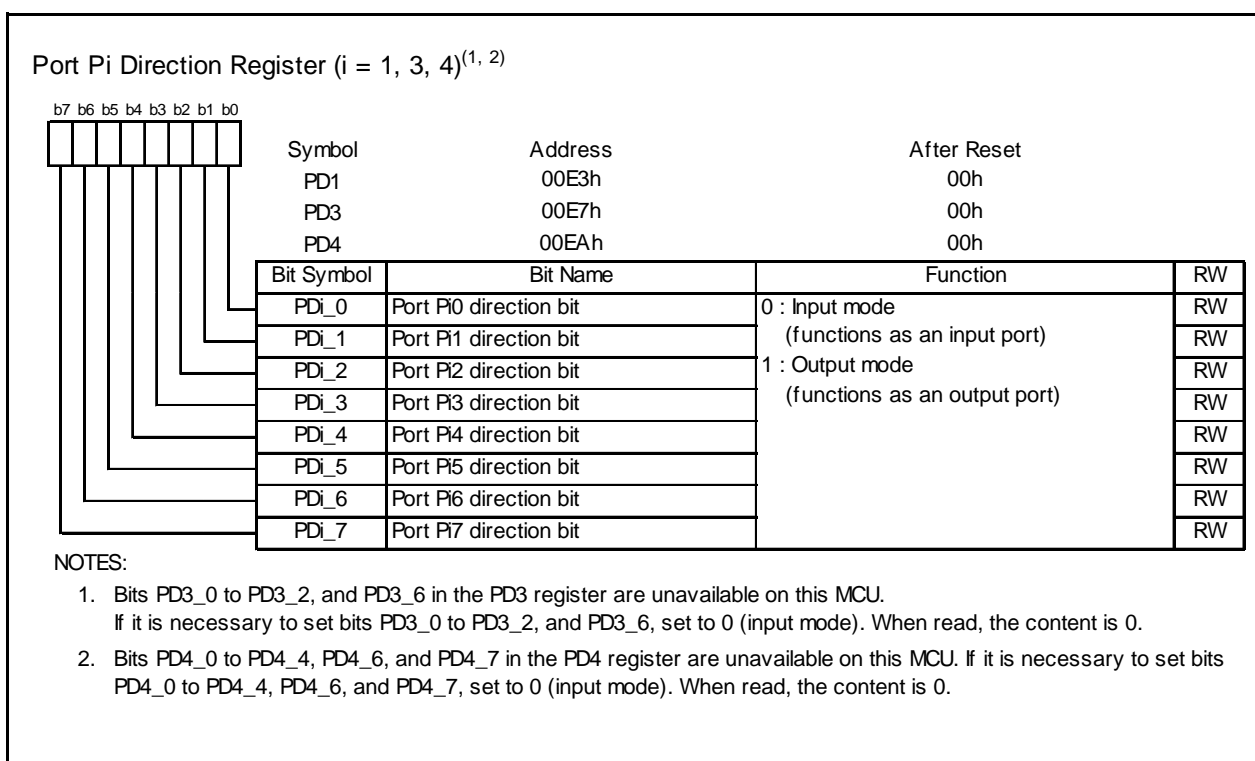 Port Pi Direction Register (i = 1, 3, 4)(1, 2)
b7 b6 b5 b4 b3 b2 b1 b0
Symbol Address After Reset
PD1 00E3h 00h
PD3 00E7h 00h
PD4 00EAh 00h
Bit Symbol Bit Name Function RW
PDi_0 Port Pi0 direction bit 0 : Input mode RW
PDi_1 Port Pi1 direction bit (functions as an input port) RW
PDi_2 Port Pi2 direction bit 1 : Output mode RW
PDi_3 Port Pi3 direction bit (functions as an output port) RW
PDi_4 Port Pi4 direction bit RW
PDi_5 Port Pi5 direction bit RW
PDi_6 Port Pi6 direction bit RW
PDi_7 Port Pi7 direction bit RW
NOTES:
1. Bits PD3_0 to PD3_2, and PD3_6 in the PD3 register are unavailable on this MCU.
If it is necessary to set bits PD3_0 to PD3_2, and PD3_6, set to 0 (input mode). When read, the content is 0.
2. Bits PD4_0 to PD4_4, PD4_6, and PD4_7 in the PD4 register are unavailable on this MCU. If it is necessary to set bits
PD4_0 to PD4_4, PD4_6, and PD4_7, set to 0 (input mode). When read, the content is 0.